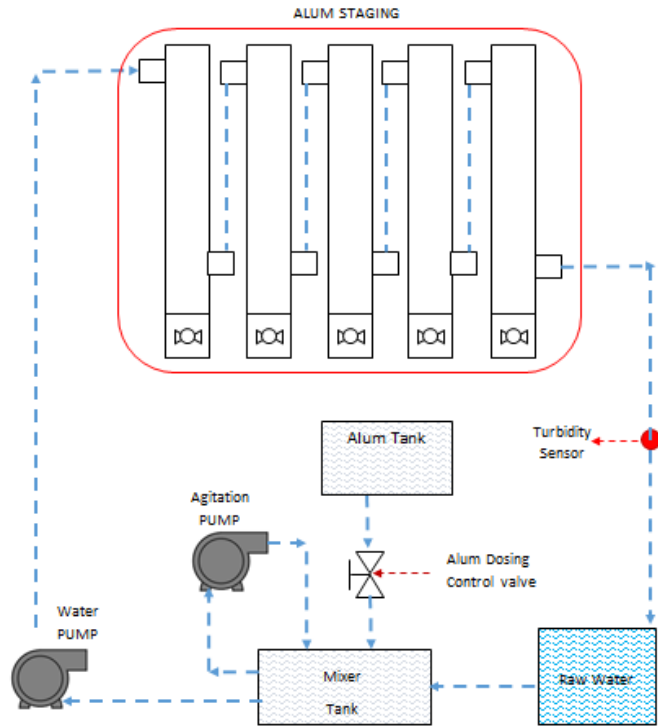 ALUM STAGING
Alum Tank
Turbidity
Sensor
Agitation
PUMP
Alum Dosing
Control valve
Water
PUMP
Mixer
Tank
Raw Water